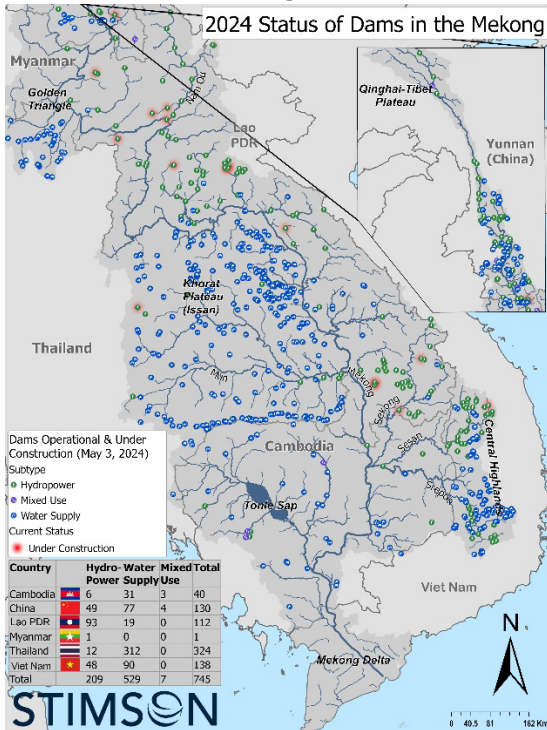 2024 Status of Dams in the Mekong
Myanmar
Golden
Triangle
Nam Ou
Lao
PDR
Qinghai-Tibet
Plateau
Yunnan
(China)
Khorat
Plateau
(Issan)
Thailand
Mun
Mekong
Sekong
Sesan
Srepok
Central Highlands
Cambodia
Tonle Sap
Viet Nam
Mekong Delta
Dams Operational & Under
Construction (May 3, 2024)
Subtype
Hydropower
Mixed Use
Water Supply
Current Status
Under Construction
Country Hydro- Power Water Supply Mixed Use Total
Cambodia 6 31 3 40
China 49 77 4 130
Lao PDR 93 19 0 112
Myanmar 1 0 0 1
Thailand 12 312 0 324
Viet Nam 48 90 0 138
Total 209 529 7 745
STIMSON
N
0 40.5 81 162 Km